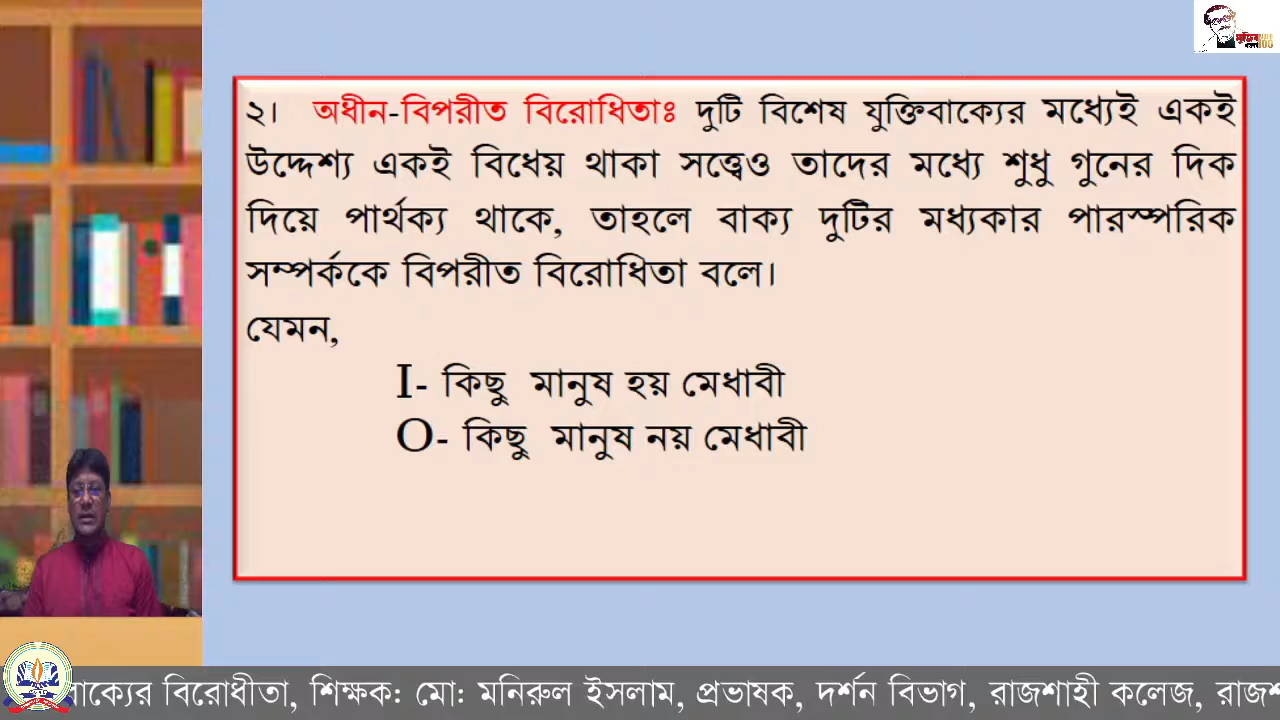 ২। অধীন-বিপরীত বিরোধিতাঃ দুটি বিশেষ যুক্তিবাক্যের মধ্যেই একই
উদ্দেশ্য একই বিধেয় থাকা সত্ত্বেও তাদের মধ্যে শুধু গুনের দিক
দিয়ে পার্থক্য থাকে, তাহলে বাক্য দুটির মধ্যকার পারস্পরিক
সম্পর্ককে বিপরীত বিরোধিতা বলে।
যেমন,
I- কিছু মানুষ হয় মেধাবী
O- কিছু মানুষ নয় মেধাবী
বাক্যের বিরোধীতা, শিক্ষক: মো: মনিরুল ইসলাম, প্রভাষক, দর্শন বিভাগ, রাজশাহী কলেজ,